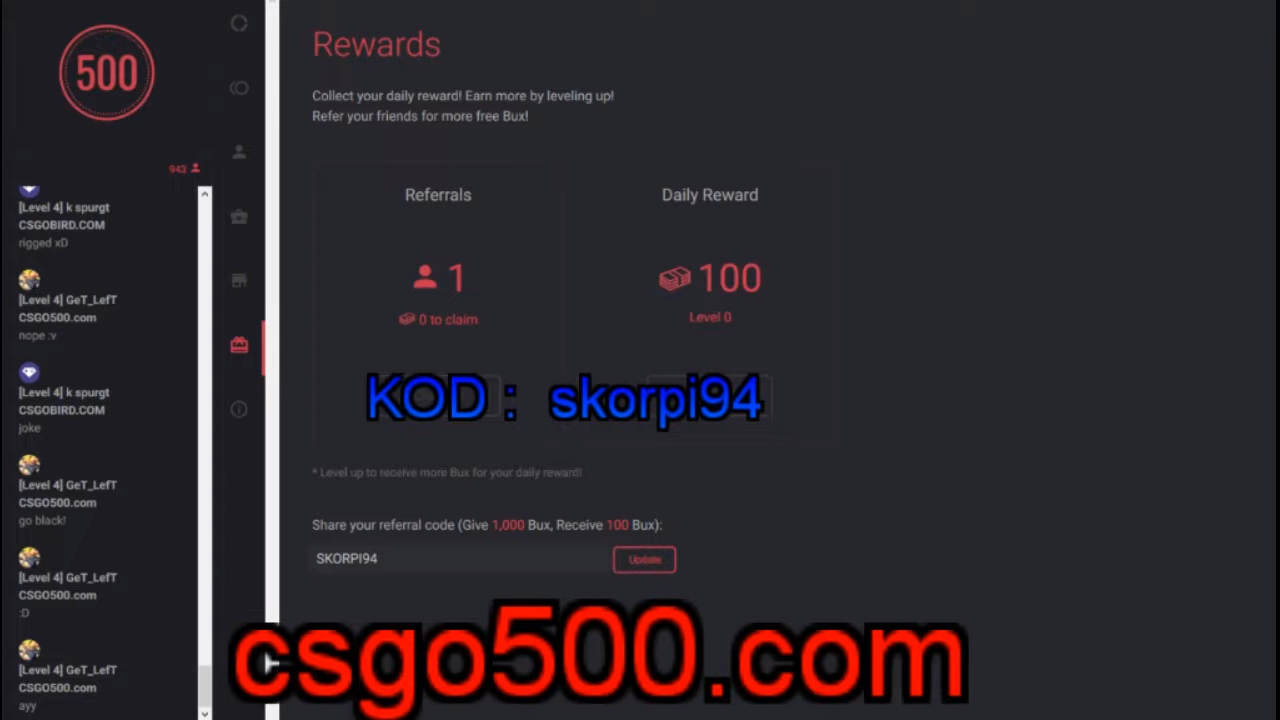 500
943
[Level 4] k spurgt
CSGOBIRD.COM
rigged xD
[Level 4] GeT_LefT
CSGO500.com
nope :v
[Level 4] k spurgt
CSGOBIRD.COM
joke
[Level 4] GeT_LefT
CSGO500.com
go black!
[Level 4] GeT_LefT
CSGO500.com
:D
[Level 4] GeT_LefT
CSGO500.com
ayy
Rewards
Collect your daily reward! Earn more by leveling up!
Refer your friends for more free Bux!
Referrals
1
0 to claim
Daily Reward
100
Level 0
KOD : skorpi94
* Level up to receive more Bux for your daily reward!
Share your referral code (Give 1,000 Bux, Receive 100 Bux):
SKORPI94
Update
csgo500.com